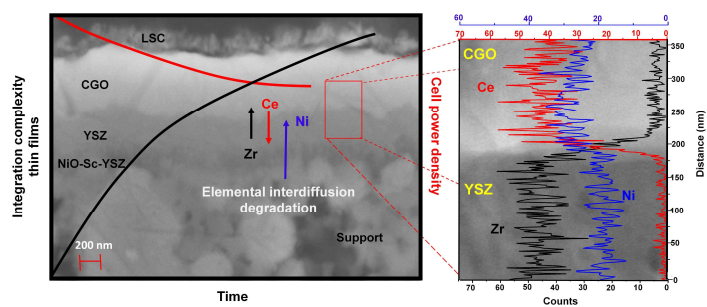 Integration complexity
thin films
LSC
CGO
YSZ
NiO-Sc-YSZ
Ce
Ni
Zr
Elemental interdiffusion
degradation
Support
200 nm
Time
Cell power density
60 40 20 0
70 60 50 40 30 20 10 0
CGO
Ce
YSZ
Ni
Zr
350
300
250
200
150
100
50
0
Distance (nm)
70 60 50 40 30 20 10 0
Counts